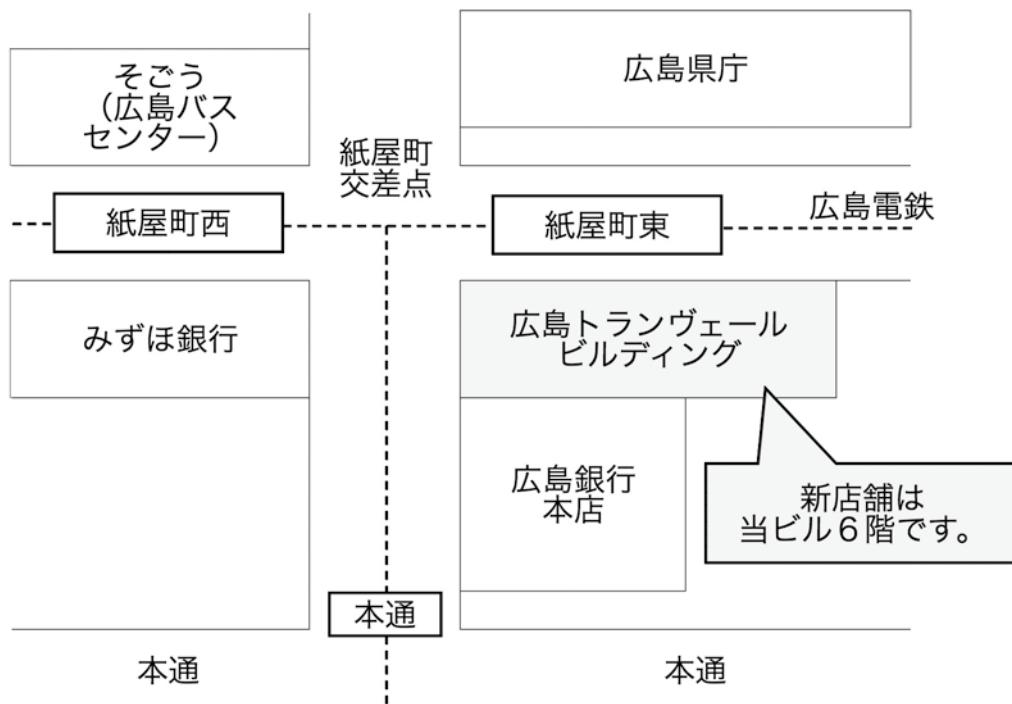 そごう
（広島バス
センター）
広島県庁
紙屋町
交差点
紙屋町西
紙屋町東
広島電鉄
みずほ銀行
広島トランヴェール
ビルディング
広島銀行
本店
新店舗は
当ビル６階です。
本通
本通
本通